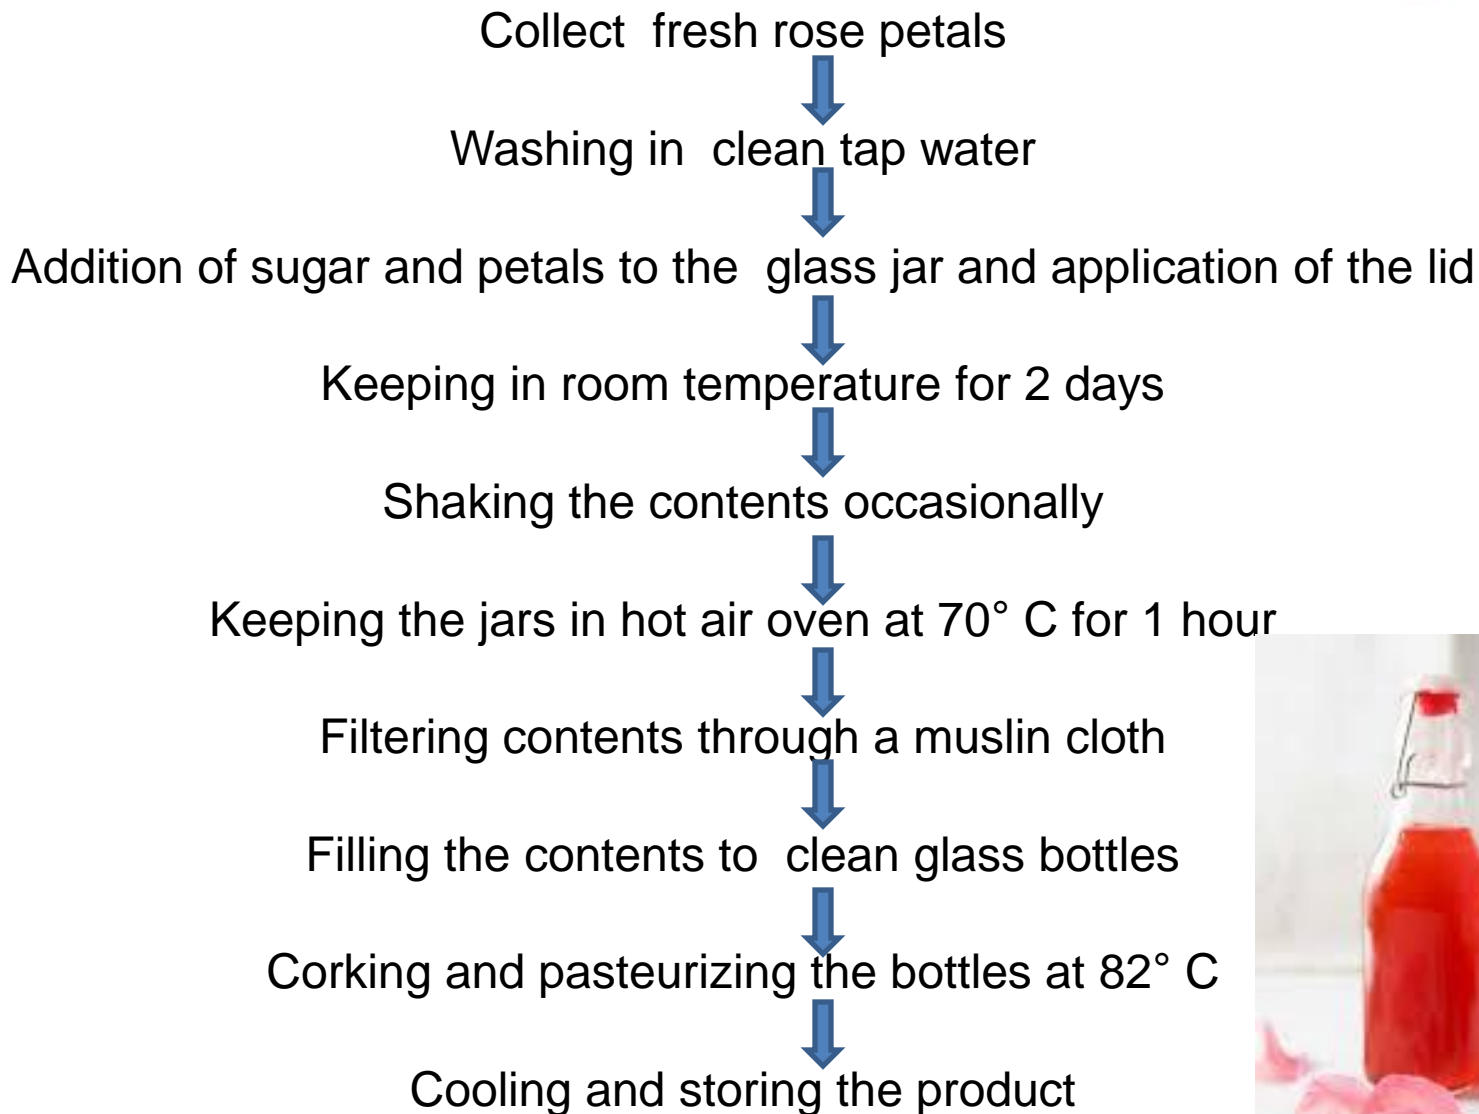 Collect  fresh rose petals
Washing in  clean tap water
Addition of sugar and petals to the  glass jar and application of the lid
Keeping in room temperature for 2 days
Shaking the contents occasionally
Keeping the jars in hot air oven at 70° C for 1 hour
Filtering contents through a muslin cloth
Filling the contents to  clean glass bottles
Corking and pasteurizing the bottles at 82° C
Cooling and storing the product